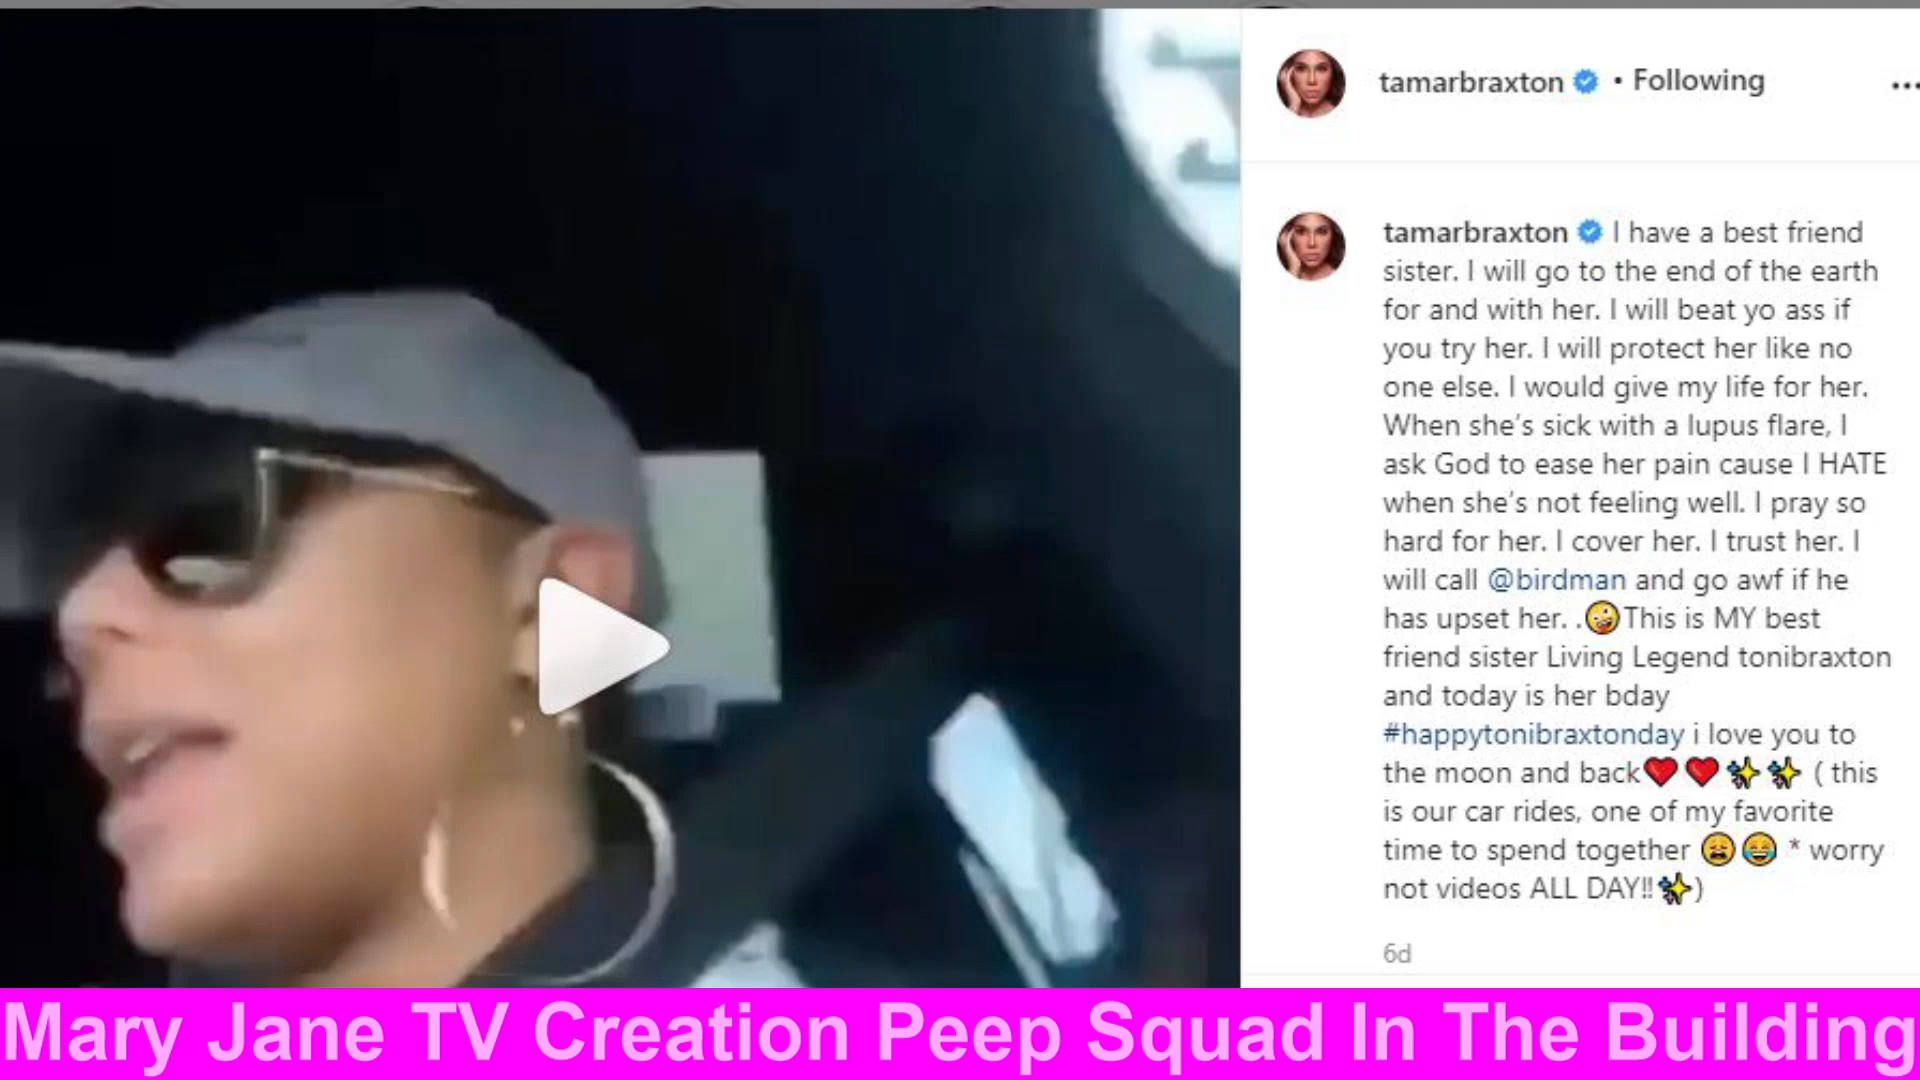 tamarbraxton • Following
...
tamarbraxton I have a best friend
sister. I will go to the end of the earth
for and with her. I will beat yo ass if
you try her. I will protect her like no
one else. I would give my life for her.
When she's sick with a lupus flare, I
ask God to ease her pain cause I HATE
when she's not feeling well. I pray so
hard for her. I cover her. I trust her. I
will call @birdman and go awf if he
has upset her. .🤪This is MY best
friend sister Living Legend tonibraxton
and today is her bday
#happytonibraxtonday i love you to
the moon and back❤️❤️✨✨ ( this
is our car rides, one of my favorite
time to spend together 😩😂 * worry
not videos ALL DAY!!✨)
6d
Mary Jane TV Creation Peep Squad In The Building